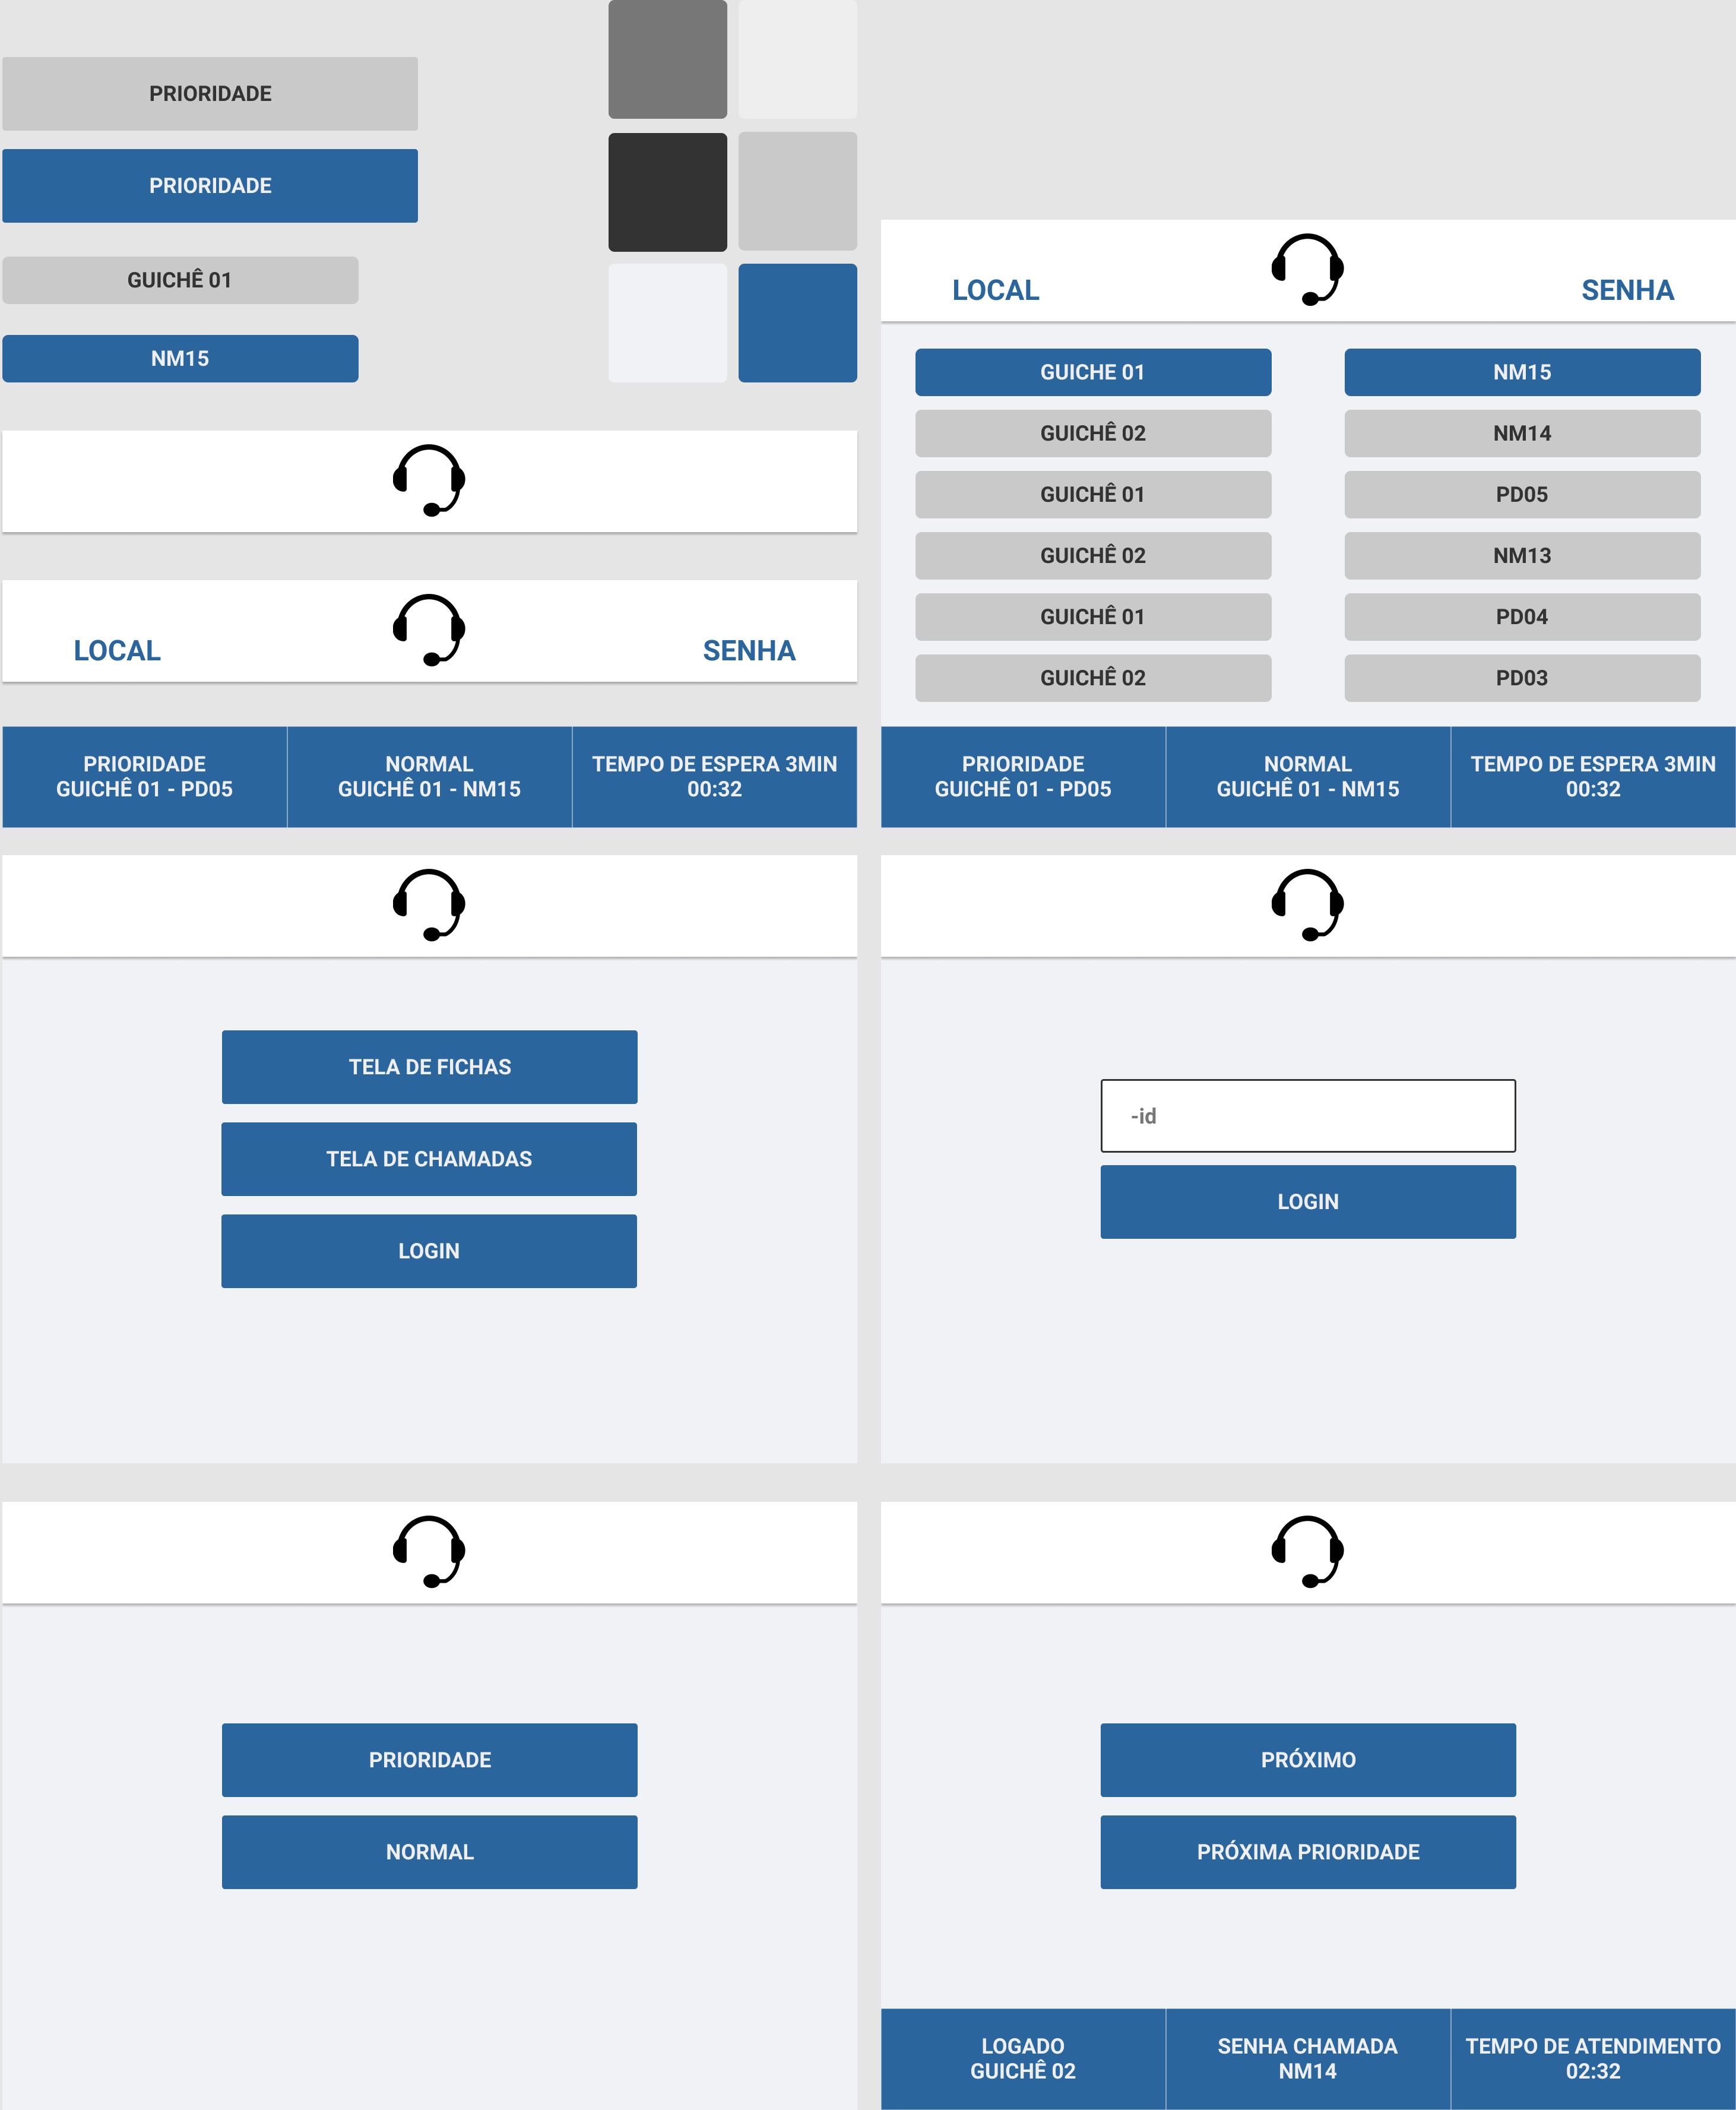 PRIORIDADE
PRIORIDADE
GUICHÊ 01
NM15
LOCAL
SENHA
PRIORIDADE
GUICHÊ 01 - PD05
NORMAL
GUICHÊ 01 - NM15
TEMPO DE ESPERA 3MIN
00:32
LOCAL
SENHA
GUICHE 01
NM15
GUICHÊ 02
NM14
GUICHÊ 01
PD05
GUICHÊ 02
NM13
GUICHÊ 01
PD04
GUICHÊ 02
PD03
PRIORIDADE
GUICHÊ 01 - PD05
NORMAL
GUICHÊ 01 - NM15
TEMPO DE ESPERA 3MIN
00:32
TELA DE FICHAS
TELA DE CHAMADAS
LOGIN
-id
LOGIN
PRIORIDADE
NORMAL
PRÓXIMO
PRÓXIMA PRIORIDADE
LOGADO
GUICHÊ 02
SENHA CHAMADA
NM14
TEMPO DE ATENDIMENTO
02:32